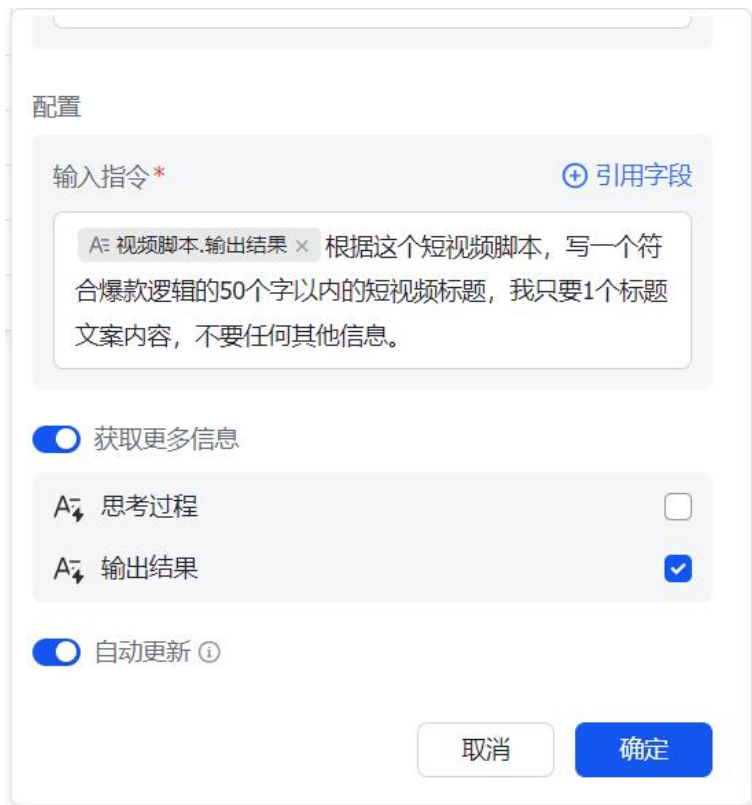 配置
输入指令* 引用字段
视频脚本.输出结果 × 根据这个短视频脚本，写一个符
合爆款逻辑的50个字以内的短视频标题，我只要1个标题
文案内容，不要任何其他信息。
获取更多信息
思考过程
输出结果
自动更新
取消 确定